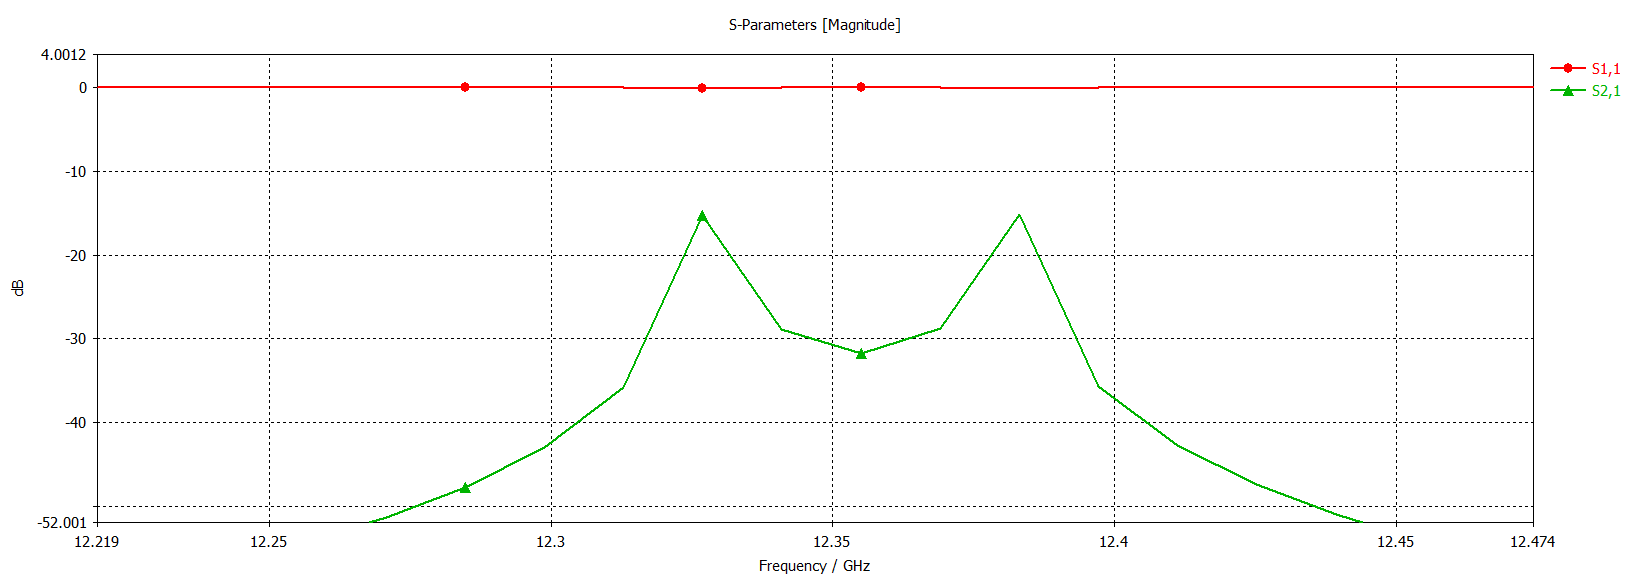 S-Parameters [Magnitude]
4.0012
0
-10
-20
-30
-40
-52.001
dB
12.219
12.25
12.3
12.35
12.4
12.45
12.474
Frequency / GHz
S1,1
S2,1